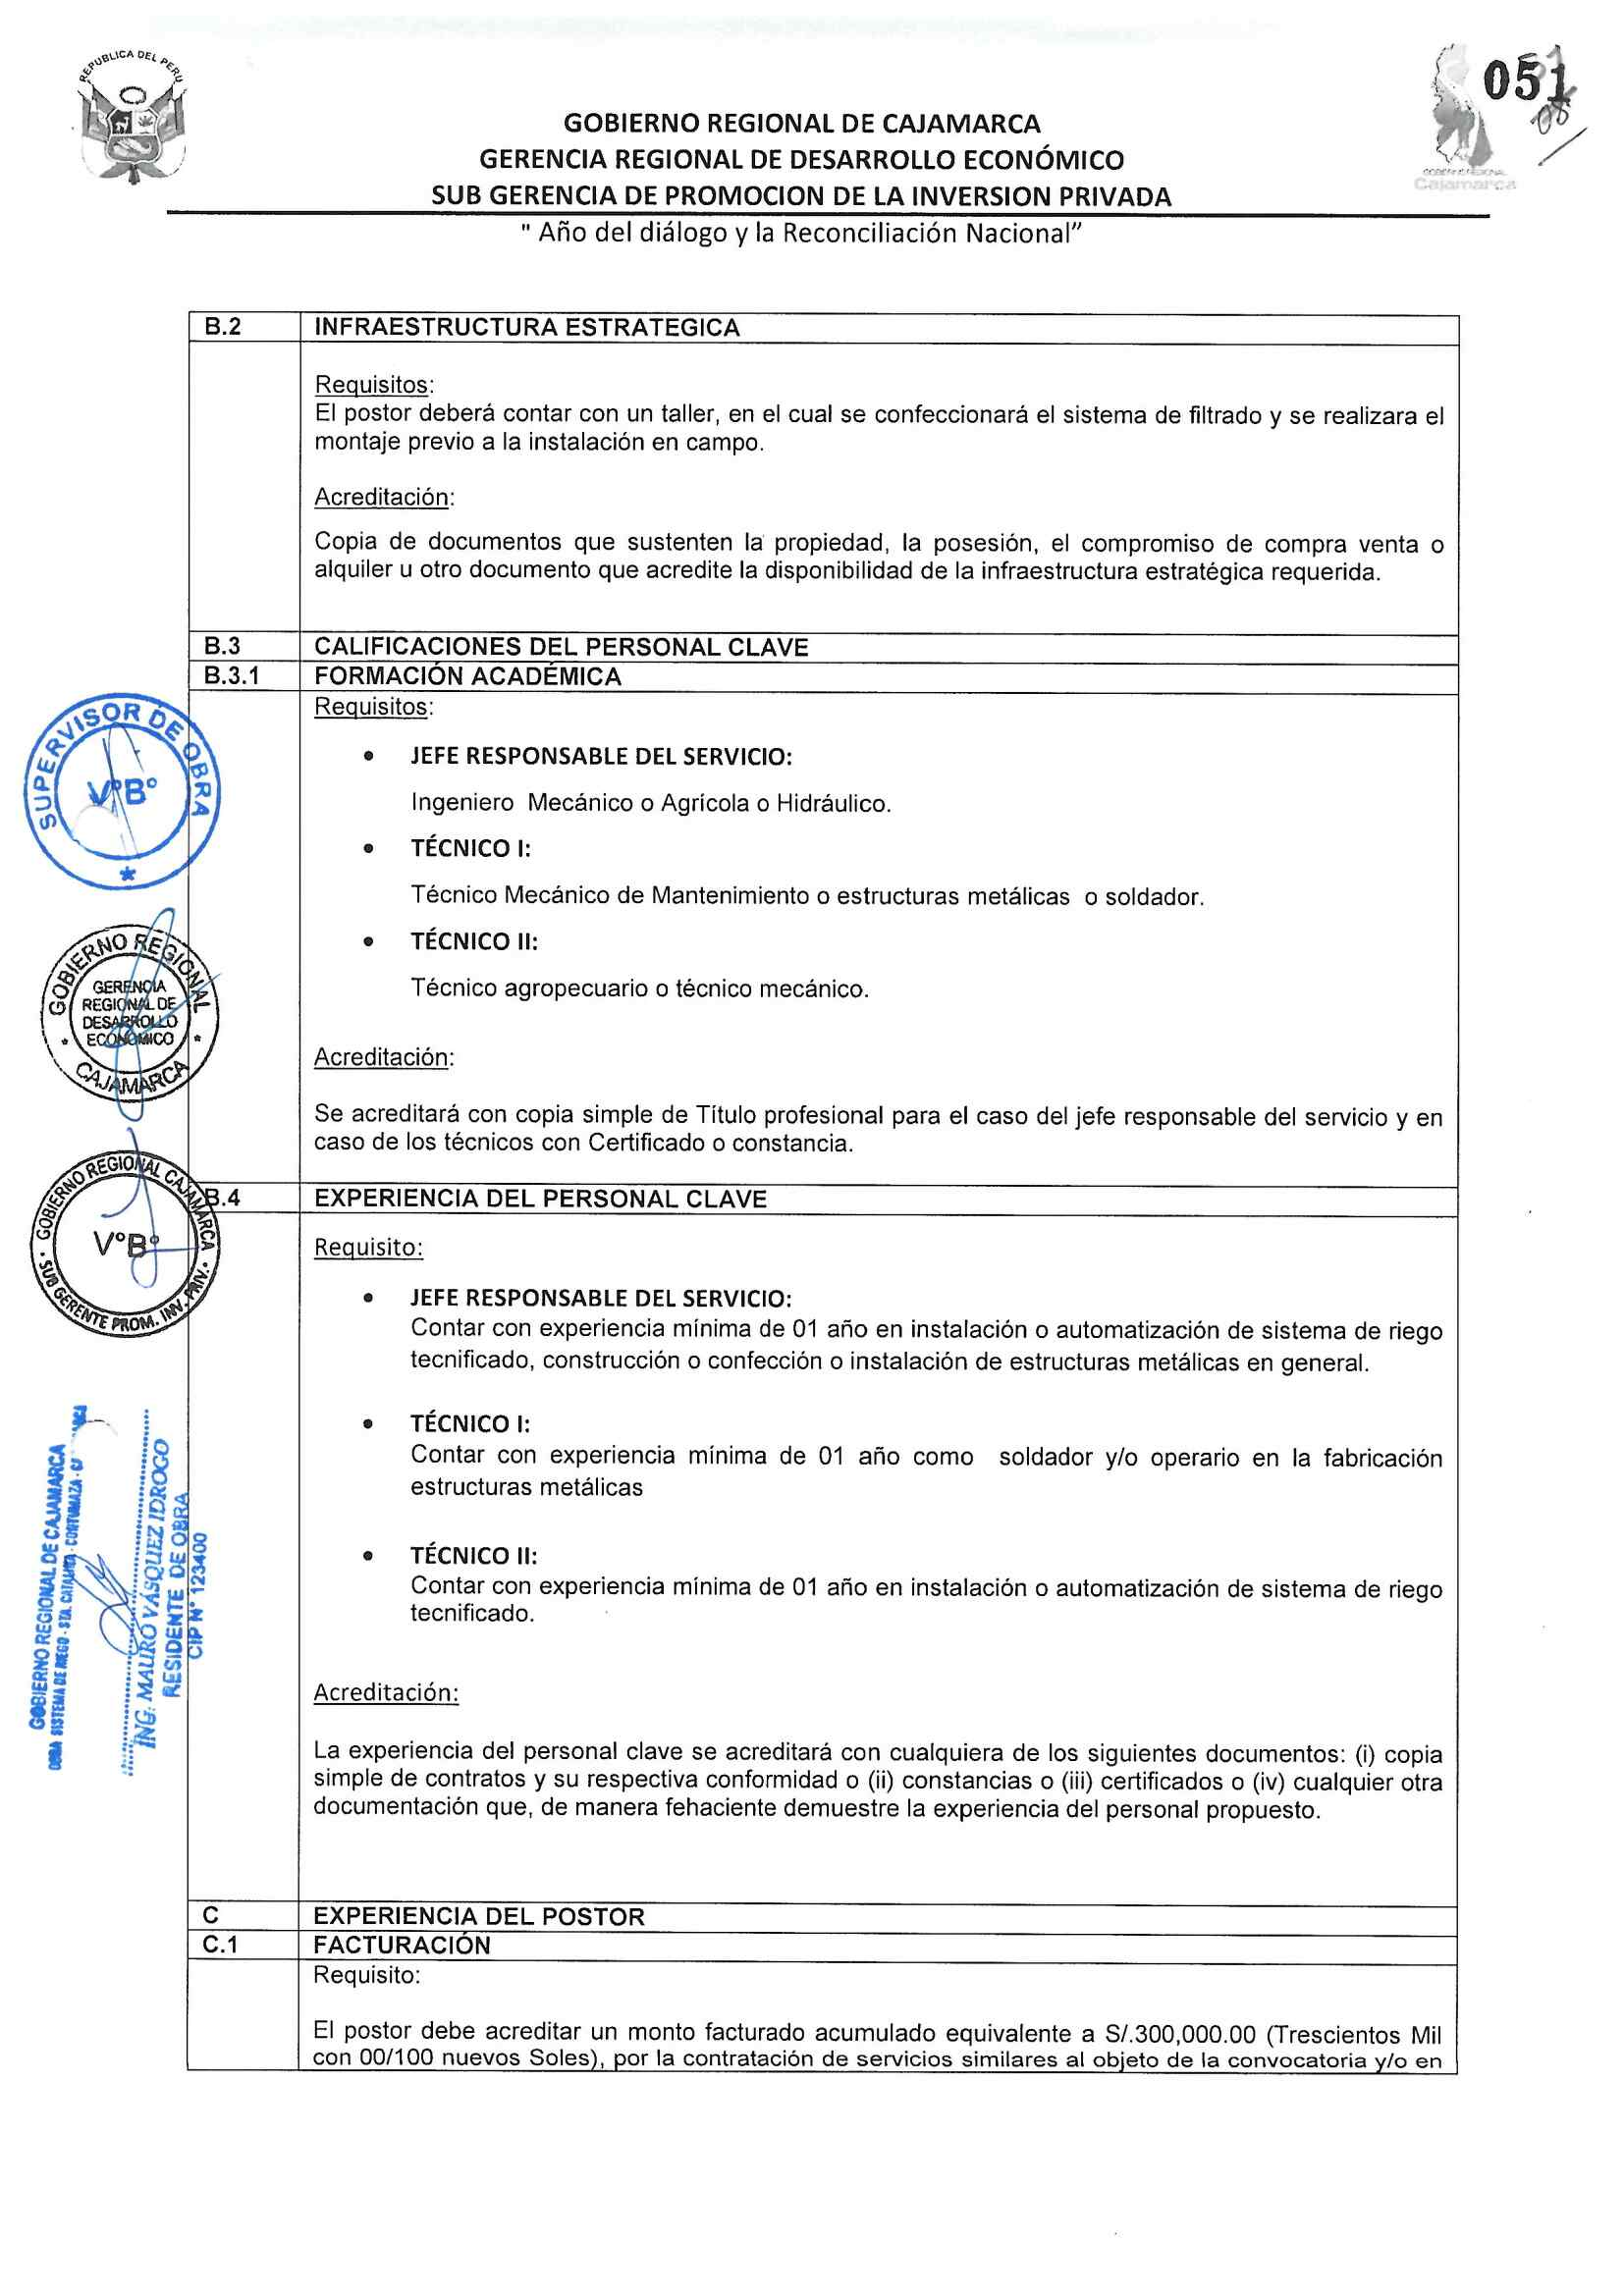 REPUBLICA DEL PERÚ
051
GOBIERNO REGIONAL
Cajamarca
GOBIERNO REGIONAL DE CAJAMARCA
GERENCIA REGIONAL DE DESARROLLO ECONÓMICO
SUB GERENCIA DE PROMOCION DE LA INVERSION PRIVADA
" Año del diálogo y la Reconciliación Nacional”
B.2 INFRAESTRUCTURA ESTRATEGICA
Requisitos:
El postor deberá contar con un taller, en el cual se confeccionará el sistema de filtrado y se realizara el
montaje previo a la instalación en campo.
Acreditación:
Copia de documentos que sustenten la propiedad, la posesión, el compromiso de compra venta o
alquiler u otro documento que acredite la disponibilidad de la infraestructura estratégica requerida.
B.3 CALIFICACIONES DEL PERSONAL CLAVE
B.3.1 FORMACIÓN ACADÉMICA
Requisitos:
• JEFE RESPONSABLE DEL SERVICIO:
Ingeniero Mecánico o Agrícola o Hidráulico.
• TÉCNICO I:
Técnico Mecánico de Mantenimiento o estructuras metálicas o soldador.
• TÉCNICO II:
Técnico agropecuario o técnico mecánico.
Acreditación:
Se acreditará con copia simple de Título profesional para el caso del jefe responsable del servicio y en
caso de los técnicos con Certificado o constancia.
B.4 EXPERIENCIA DEL PERSONAL CLAVE
Requisito:
• JEFE RESPONSABLE DEL SERVICIO:
Contar con experiencia mínima de 01 año en instalación o automatización de sistema de riego
tecnificado, construcción o confección o instalación de estructuras metálicas en general.
• TÉCNICO I:
Contar con experiencia mínima de 01 año como soldador y/o operario en la fabricación
estructuras metálicas
• TÉCNICO II:
Contar con experiencia mínima de 01 año en instalación o automatización de sistema de riego
tecnificado.
Acreditación:
La experiencia del personal clave se acreditará con cualquiera de los siguientes documentos: (i) copia
simple de contratos y su respectiva conformidad o (ii) constancias o (iii) certificados o (iv) cualquier otra
documentación que, de manera fehaciente demuestre la experiencia del personal propuesto.
C EXPERIENCIA DEL POSTOR
C.1 FACTURACIÓN
Requisito:
El postor debe acreditar un monto facturado acumulado equivalente a S/.300,000.00 (Trescientos Mil
con 00/100 nuevos Soles), por la contratación de servicios similares al objeto de la convocatoria y/o en
SUPERVISOR DE OBRA
V°B°
GOBIERNO REGIONAL
GERENCIA
REGIONAL DE
DESARROLLO
ECONOMICO
CAJAMARCA
GOBIERNO REGIONAL CAJAMARCA
V°B°
SUB GERENTE PROM. INV. PRIV.
GOBIERNO REGIONAL DE CAJAMARCA
OBRA SISTEMA DE RIEGO - STA. CATALINA - CONTUMAZA
ING. MAURO VÁSQUEZ IDROGO
RESIDENTE DE OBRA
CIP N° 123400